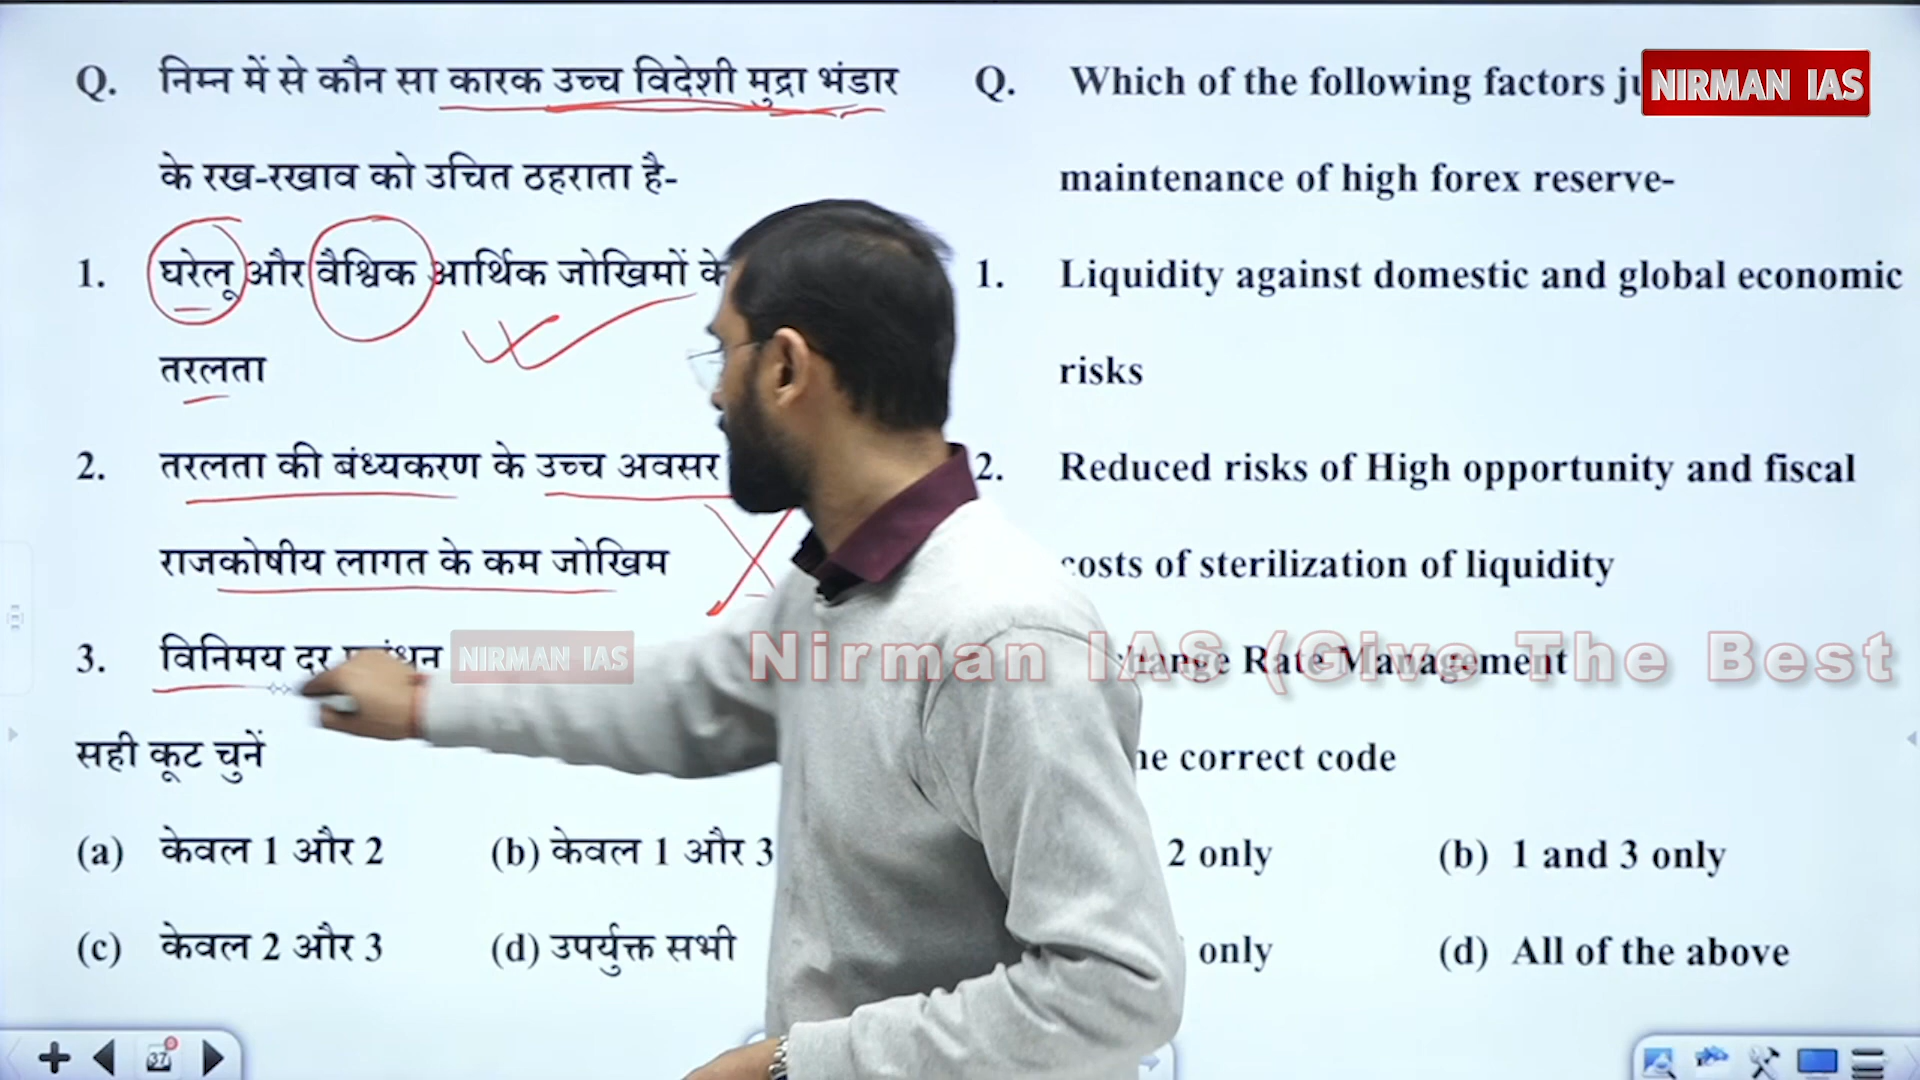 Q. निम्न में से कौन सा कारक उच्च विदेशी मुद्रा भंडार
के रख-रखाव को उचित ठहराता है-
1. घरेलू और वैश्विक आर्थिक जोखिमों के
तरलता
2. तरलता की बंध्यकरण के उच्च अवसर
राजकोषीय लागत के कम जोखिम
3. विनिमय दर
सही कूट चुनें
(a) केवल 1 और 2 (b) केवल 1 और 3
(c) केवल 2 और 3 (d) उपर्युक्त सभी
Q. Which of the following factors
maintenance of high forex reserve-
1. Liquidity against domestic and global economic
risks
2. Reduced risks of High opportunity and fiscal
costs of sterilization of liquidity
Rate Management
correct code
2 only (b) 1 and 3 only
only (d) All of the above
NIRMAN IAS
NIRMAN IAS
Nirman IAS (Give The Best
37
0